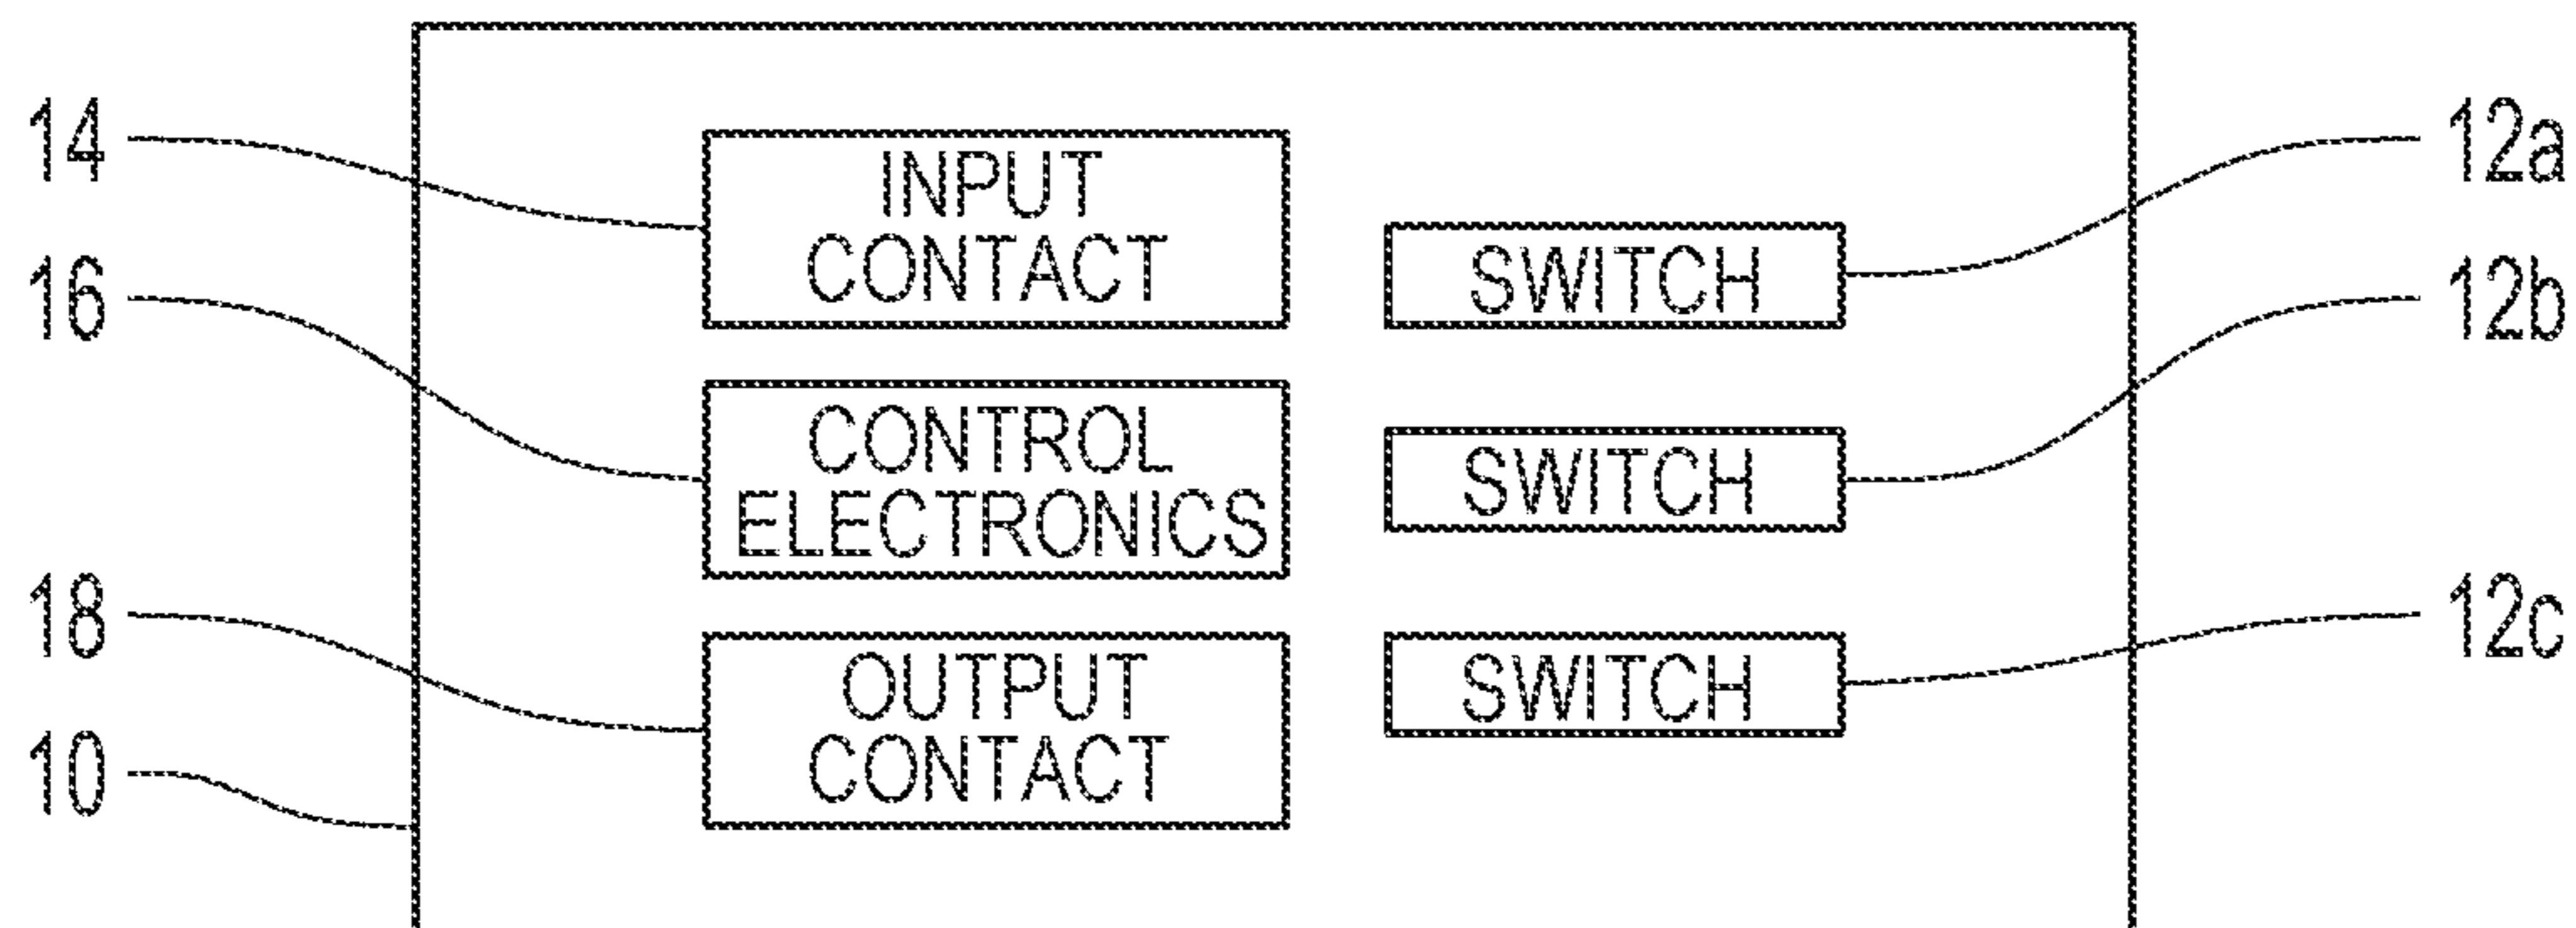 14
INPUT
CONTACT
12a
SWITCH
16
12b
CONTROL
ELECTRONICS
SWITCH
18
12c
OUTPUT
CONTACT
SWITCH
10